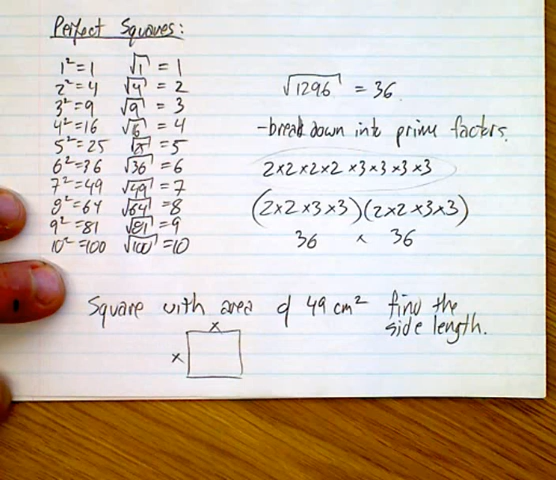 Perfect Squares:
1² = 1 √1 = 1
2² = 4 √4 = 2
3² = 9 √9 = 3
4² = 16 √16 = 4
5² = 25 √25 = 5
6² = 36 √36 = 6
7² = 49 √49 = 7
8² = 64 √64 = 8
9² = 81 √81 = 9
10² = 100 √100 = 10
√1296 = 36
- break down into prime factors.
2×2×2×2×3×3×3×3
(2×2×3×3)(2×2×3×3)
36 × 36
Square with area of 49 cm² find the
side length.
x
x